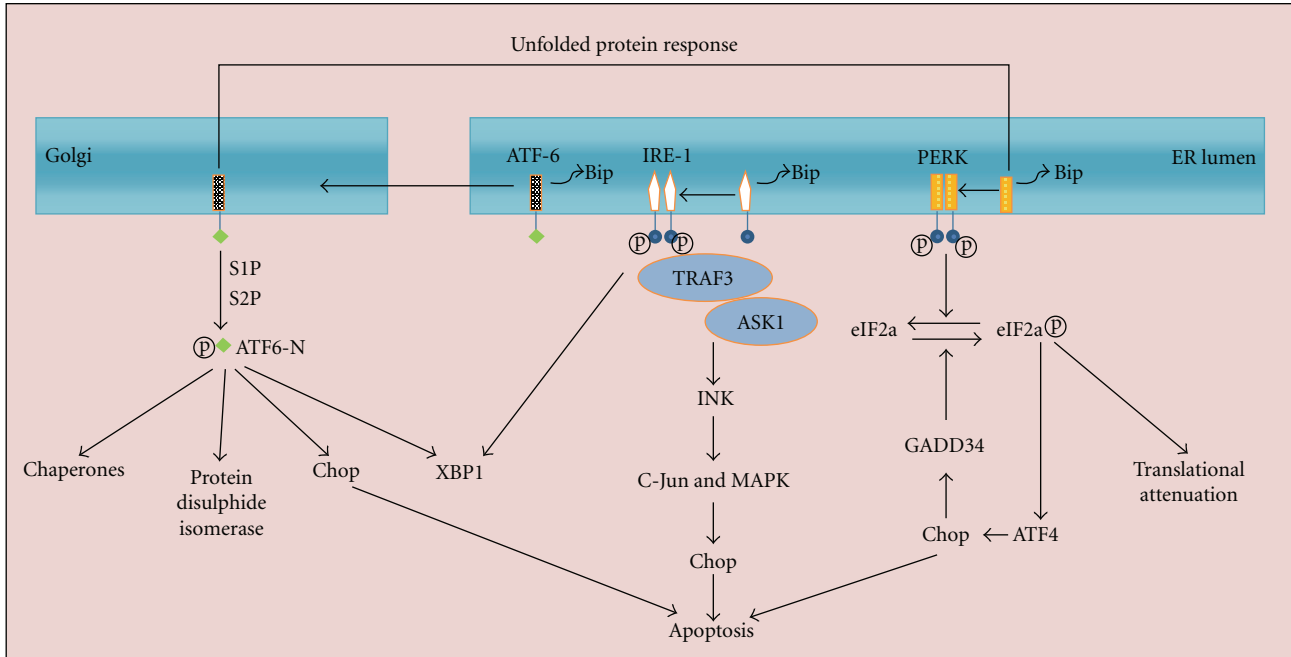 Unfolded protein response
Golgi
ATF-6
Bip
IRE-1
Bip
PERK
Bip
ER lumen
P
P
P
P
S1P
S2P
TRAF3
ASK1
P
ATF6-N
eIF2a
eIF2a
P
INK
GADD34
Chaperones
Protein
disulphide
isomerase
Chop
XBP1
C-Jun and MAPK
Translational
attenuation
Chop
ATF4
Chop
Apoptosis